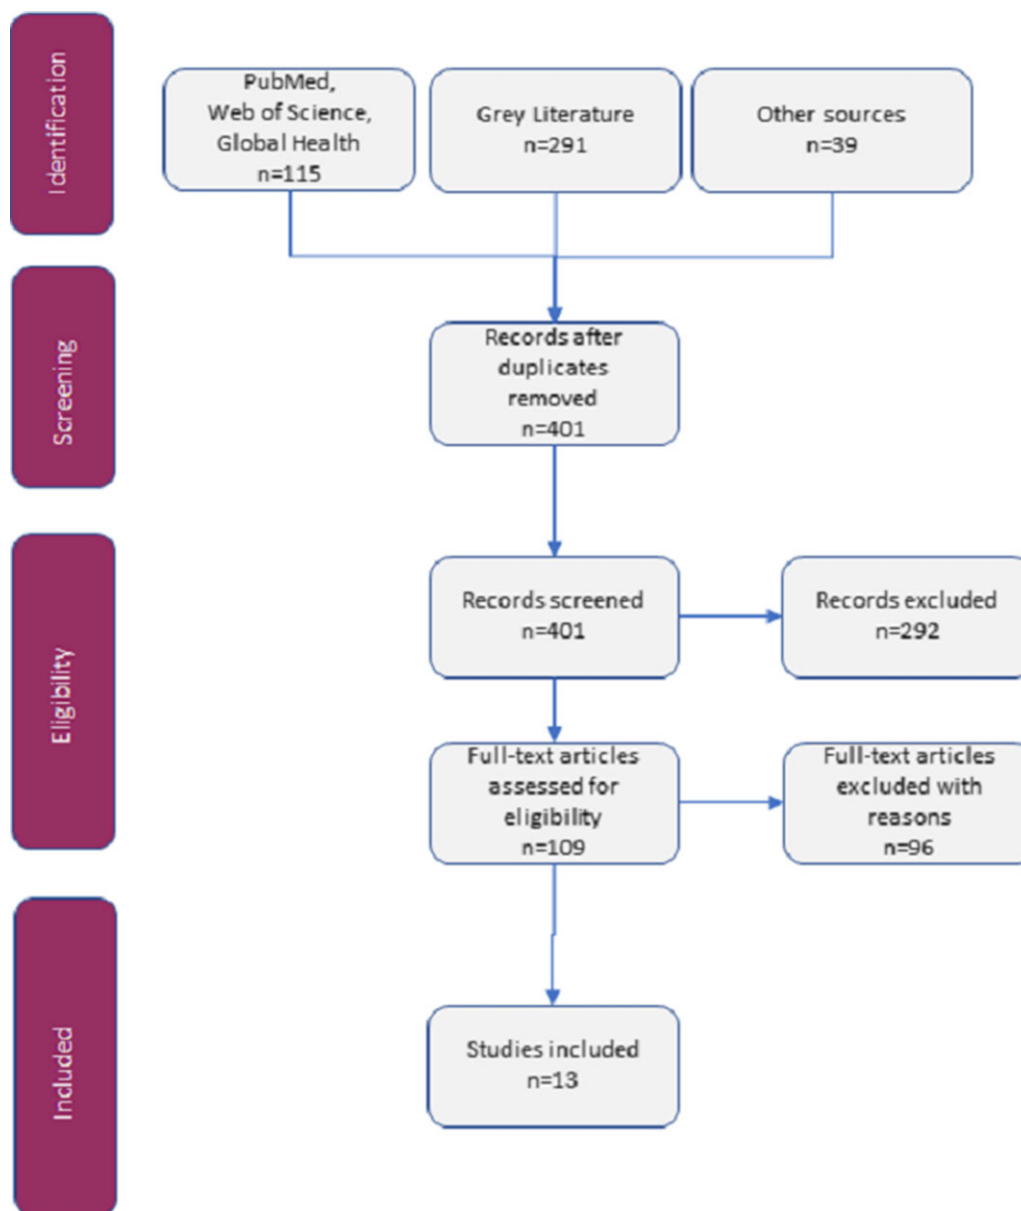 Identification
PubMed,
Web of Science,
Global Health
n=115
Grey Literature
n=291
Other sources
n=39
Screening
Records after
duplicates
removed
n=401
Eligibility
Records screened
n=401
Records excluded
n=292
Full-text articles
assessed for
eligibility
n=109
Full-text articles
excluded with
reasons
n=96
Included
Studies included
n=13